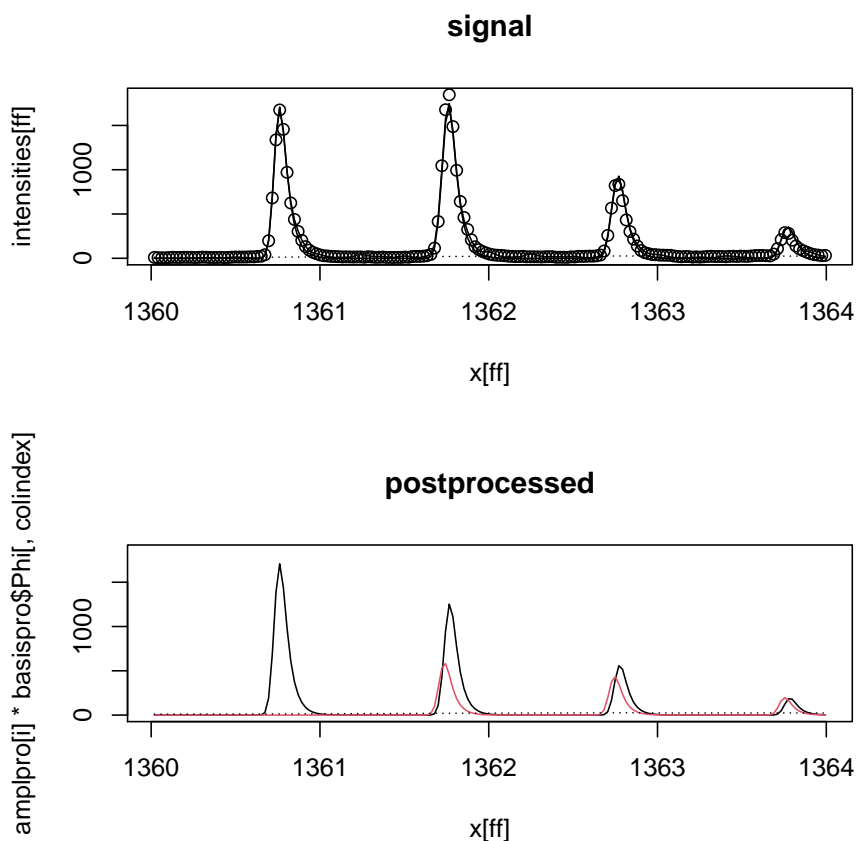 signal
intensities[ff]
0
1000
1360
1361
1362
1363
1364
x[ff]
postprocessed
amplpro[i] * basispro$Phi[, colindex]
0
1000
1360
1361
1362
1363
1364
x[ff]